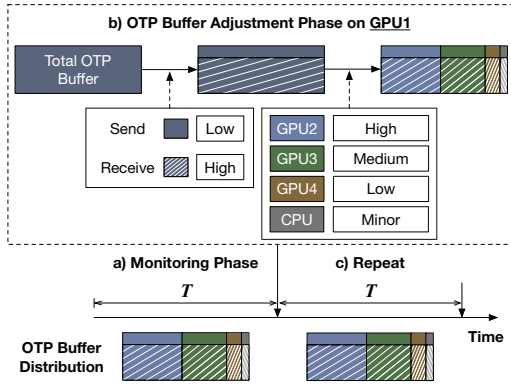 b) OTP Buffer Adjustment Phase on GPU1
Total OTP
Buffer
Send Low
Receive High
GPU2 High
GPU3 Medium
GPU4 Low
CPU Minor
a) Monitoring Phase
c) Repeat
T
T
Time
OTP Buffer
Distribution